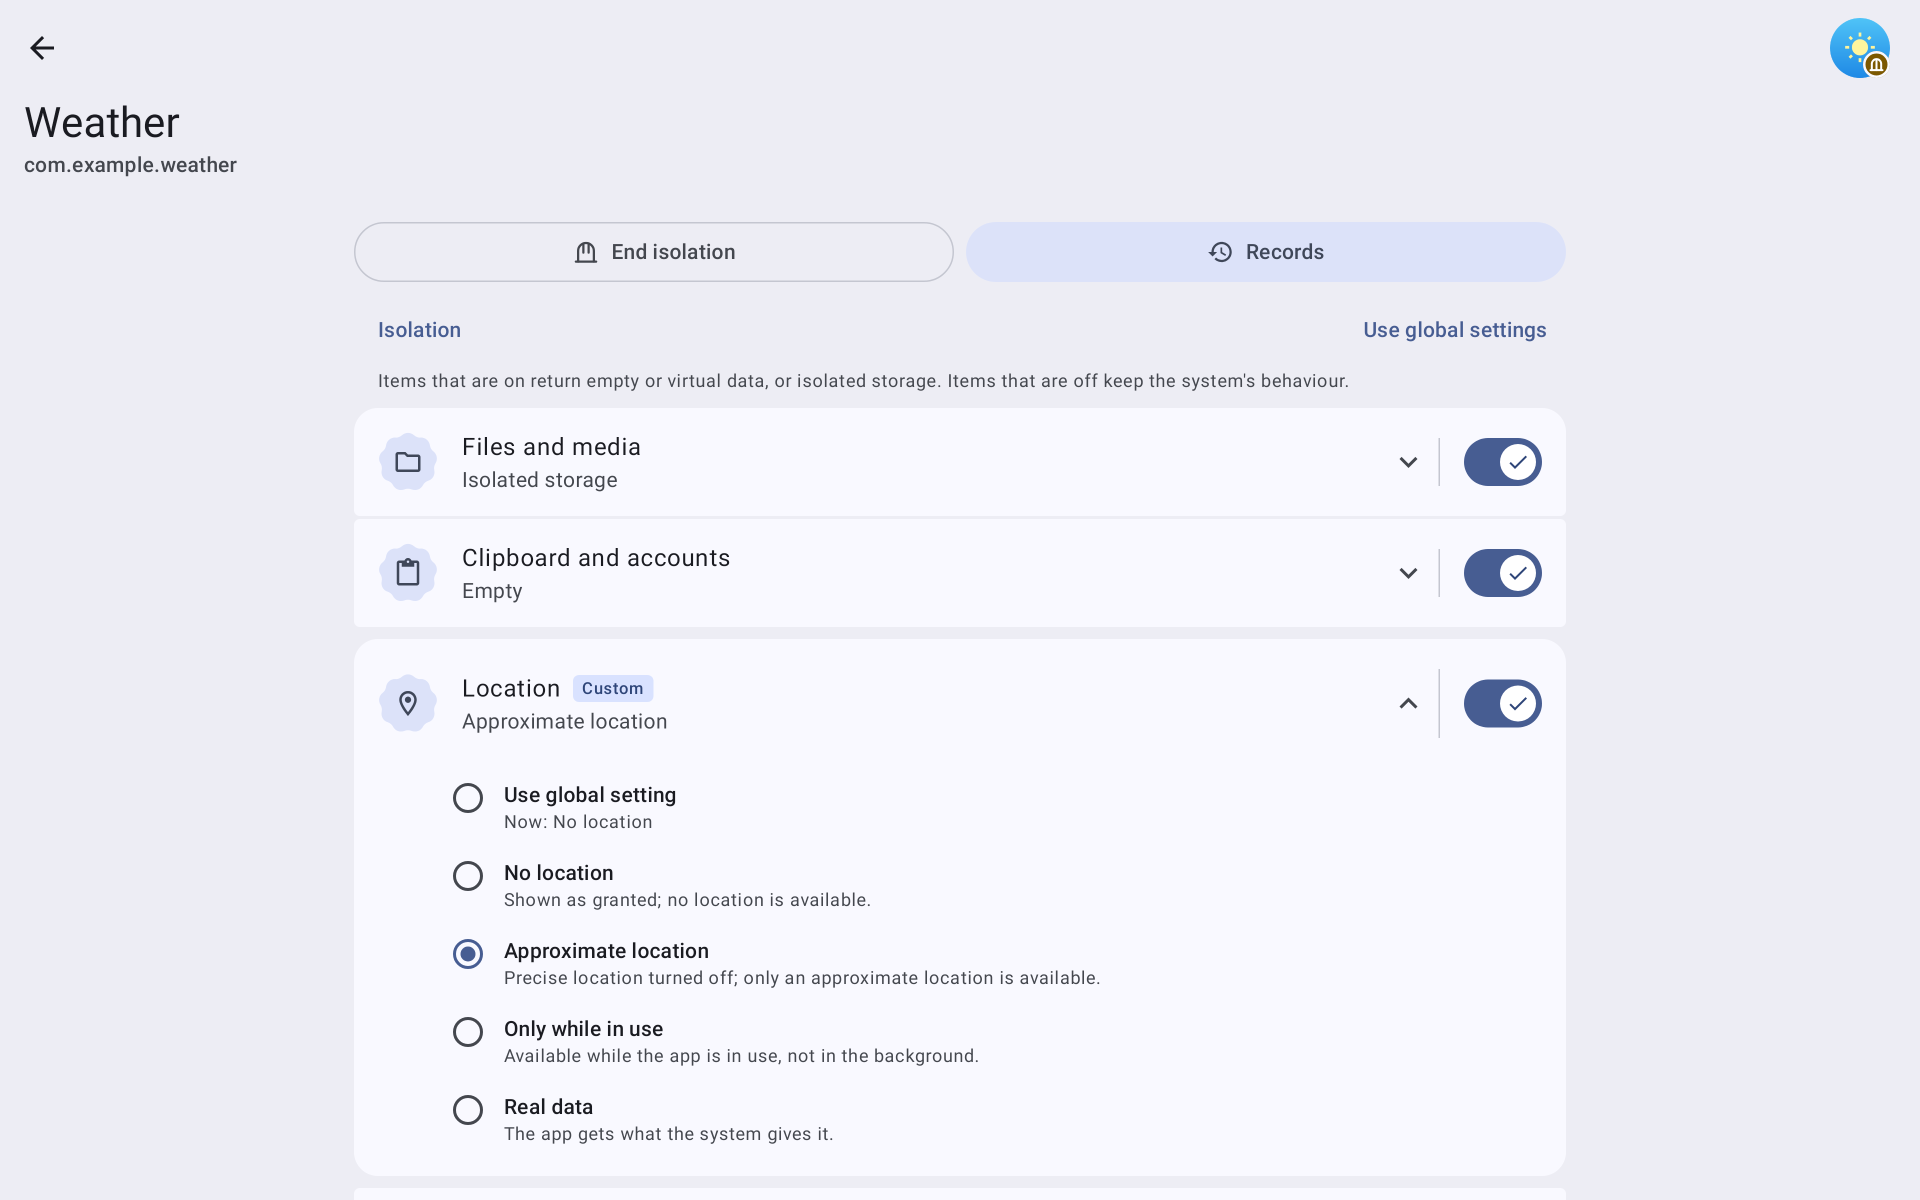 Weather
com.example.weather
End isolation
Records
Isolation
Use global settings
Items that are on return empty or virtual data, or isolated storage. Items that are off keep the system's behaviour.
Files and media
Isolated storage
Clipboard and accounts
Empty
Location
Custom
Approximate location
Use global setting
Now: No location
No location
Shown as granted; no location is available.
Approximate location
Precise location turned off; only an approximate location is available.
Only while in use
Available while the app is in use, not in the background.
Real data
The app gets what the system gives it.